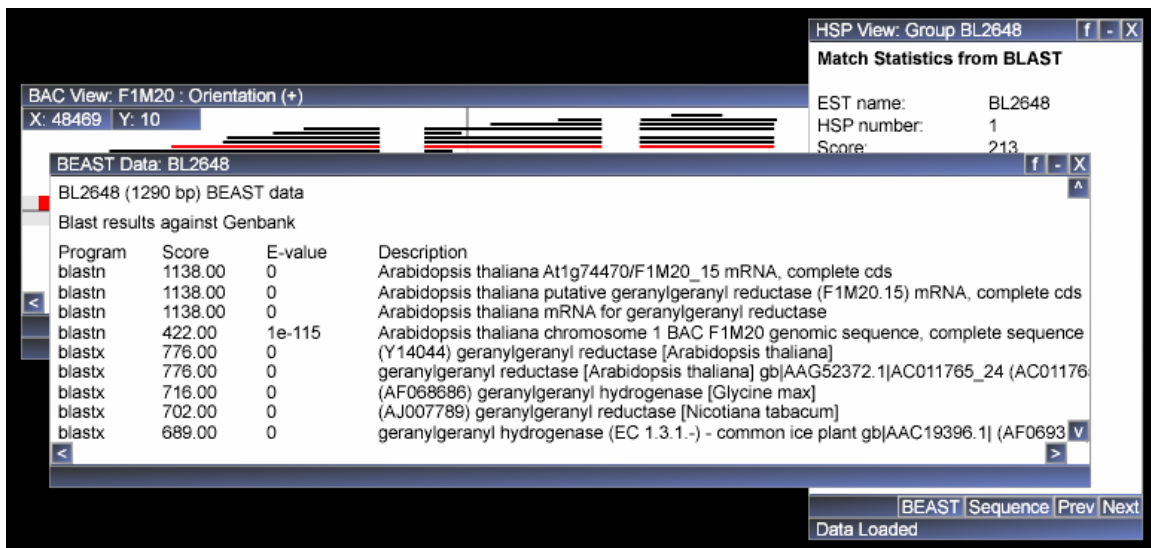 HSP View: Group BL2648 f - X
Match Statistics from BLAST
BAC View: F1M20 : Orientation (+)
X: 48469 Y: 10
EST name: BL2648
HSP number: 1
Score: 213
BEAST Data: BL2648 f - X
BL2648 (1290 bp) BEAST data ^
Blast results against Genbank
Program Score E-value Description
blastn 1138.00 0 Arabidopsis thaliana At1g74470/F1M20_15 mRNA, complete cds
blastn 1138.00 0 Arabidopsis thaliana putative geranylgeranyl reductase (F1M20.15) mRNA, complete cds
blastn 1138.00 0 Arabidopsis thaliana mRNA for geranylgeranyl reductase
blastn 422.00 1e-115 Arabidopsis thaliana chromosome 1 BAC F1M20 genomic sequence, complete sequence
blastx 776.00 0 (Y14044) geranylgeranyl reductase [Arabidopsis thaliana]
blastx 776.00 0 geranylgeranyl reductase [Arabidopsis thaliana] gb|AAG52372.1|AC011765_24 (AC01176
blastx 716.00 0 (AF068686) geranylgeranyl hydrogenase [Glycine max]
blastx 702.00 0 (AJ007789) geranylgeranyl reductase [Nicotiana tabacum]
blastx 689.00 0 geranylgeranyl hydrogenase (EC 1.3.1.-) - common ice plant gb|AAC19396.1| (AF0693 v
< >
<
BEAST Sequence Prev Next
Data Loaded